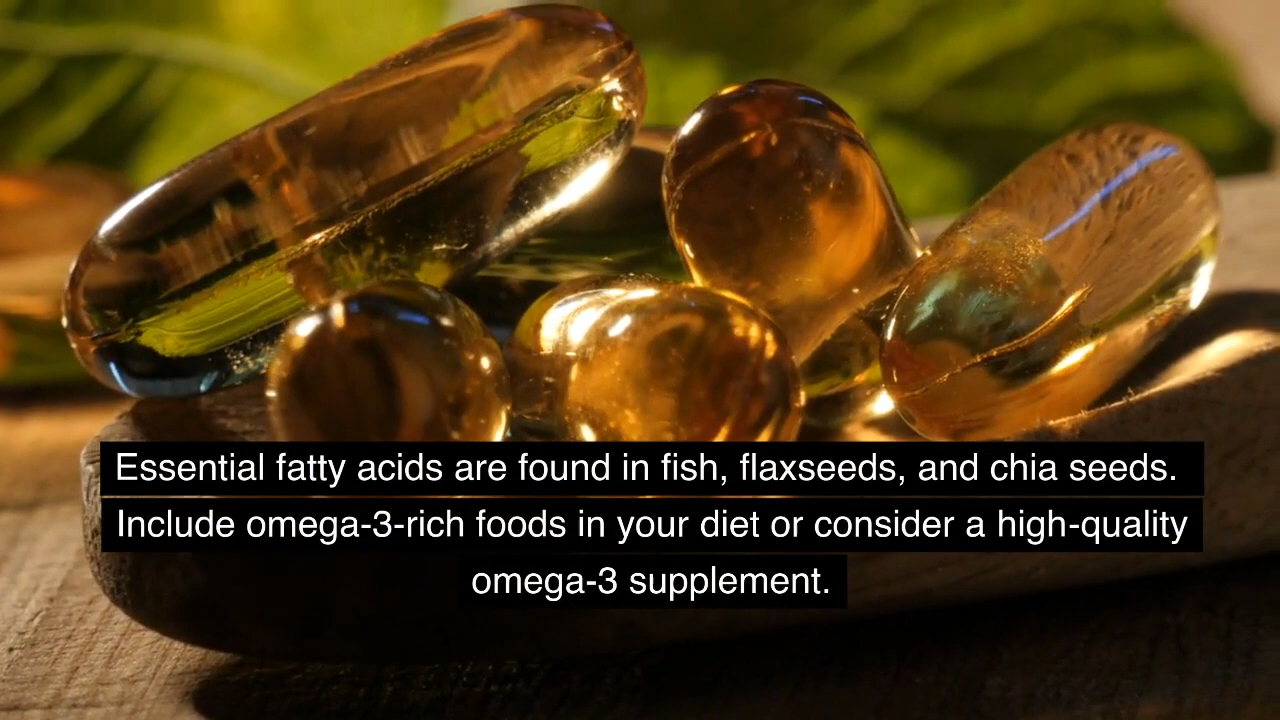 Essential fatty acids are found in fish, flaxseeds, and chia seeds.
Include omega-3-rich foods in your diet or consider a high-quality
omega-3 supplement.